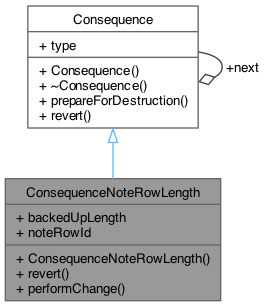 Consequence
+ type
+ Consequence()
+ ~Consequence()
+ prepareForDestruction()
+ revert()
+next
ConsequenceNoteRowLength
+ backedUpLength
+ noteRowId
+ ConsequenceNoteRowLength()
+ revert()
+ performChange()